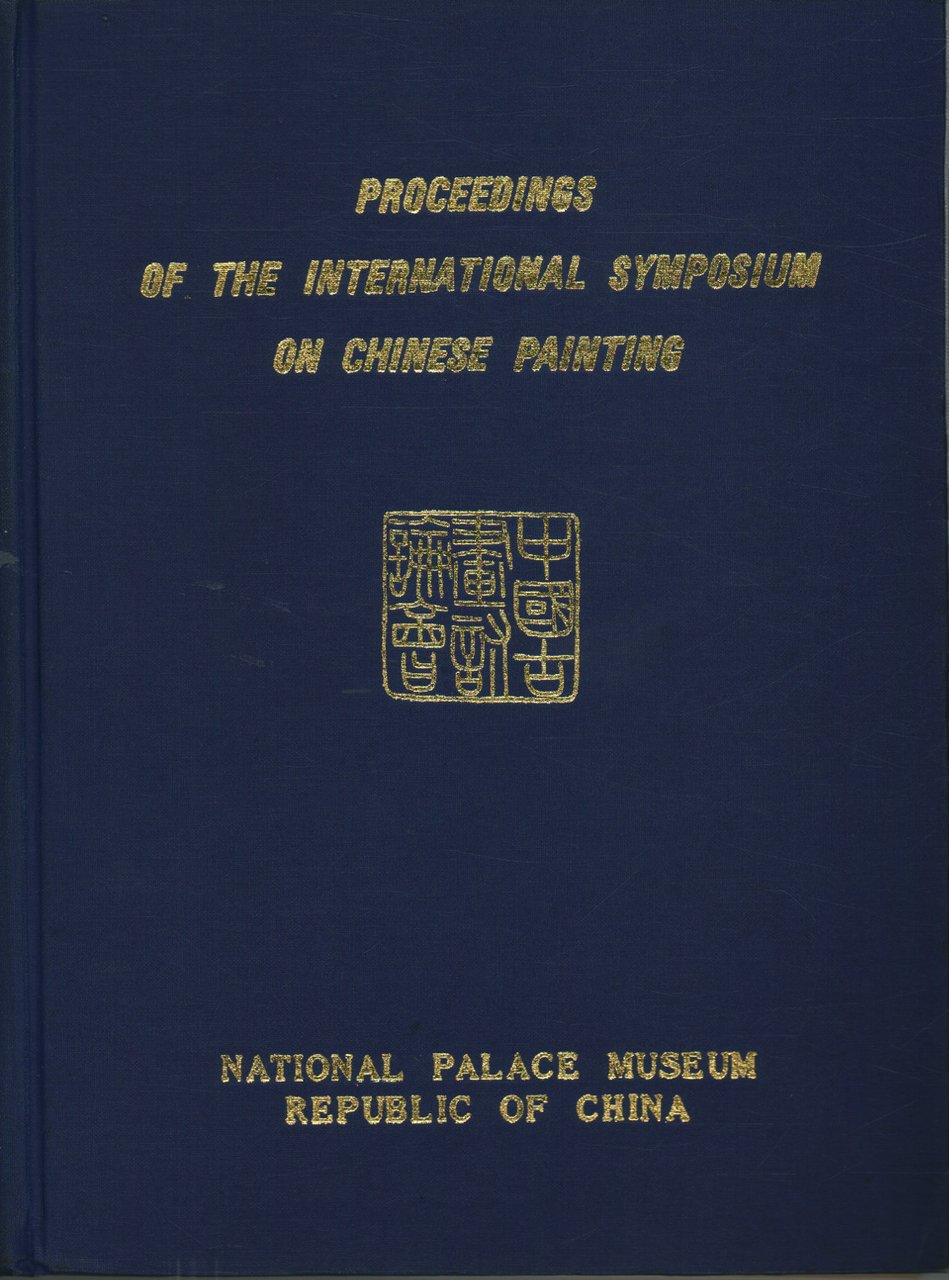 PROCEEDINGS
OF THE INTERNATIONAL SYMPOSIUM
ON CHINESE PAINTING
中國古
畫討
論會
NATIONAL PALACE MUSEUM
REPUBLIC OF CHINA